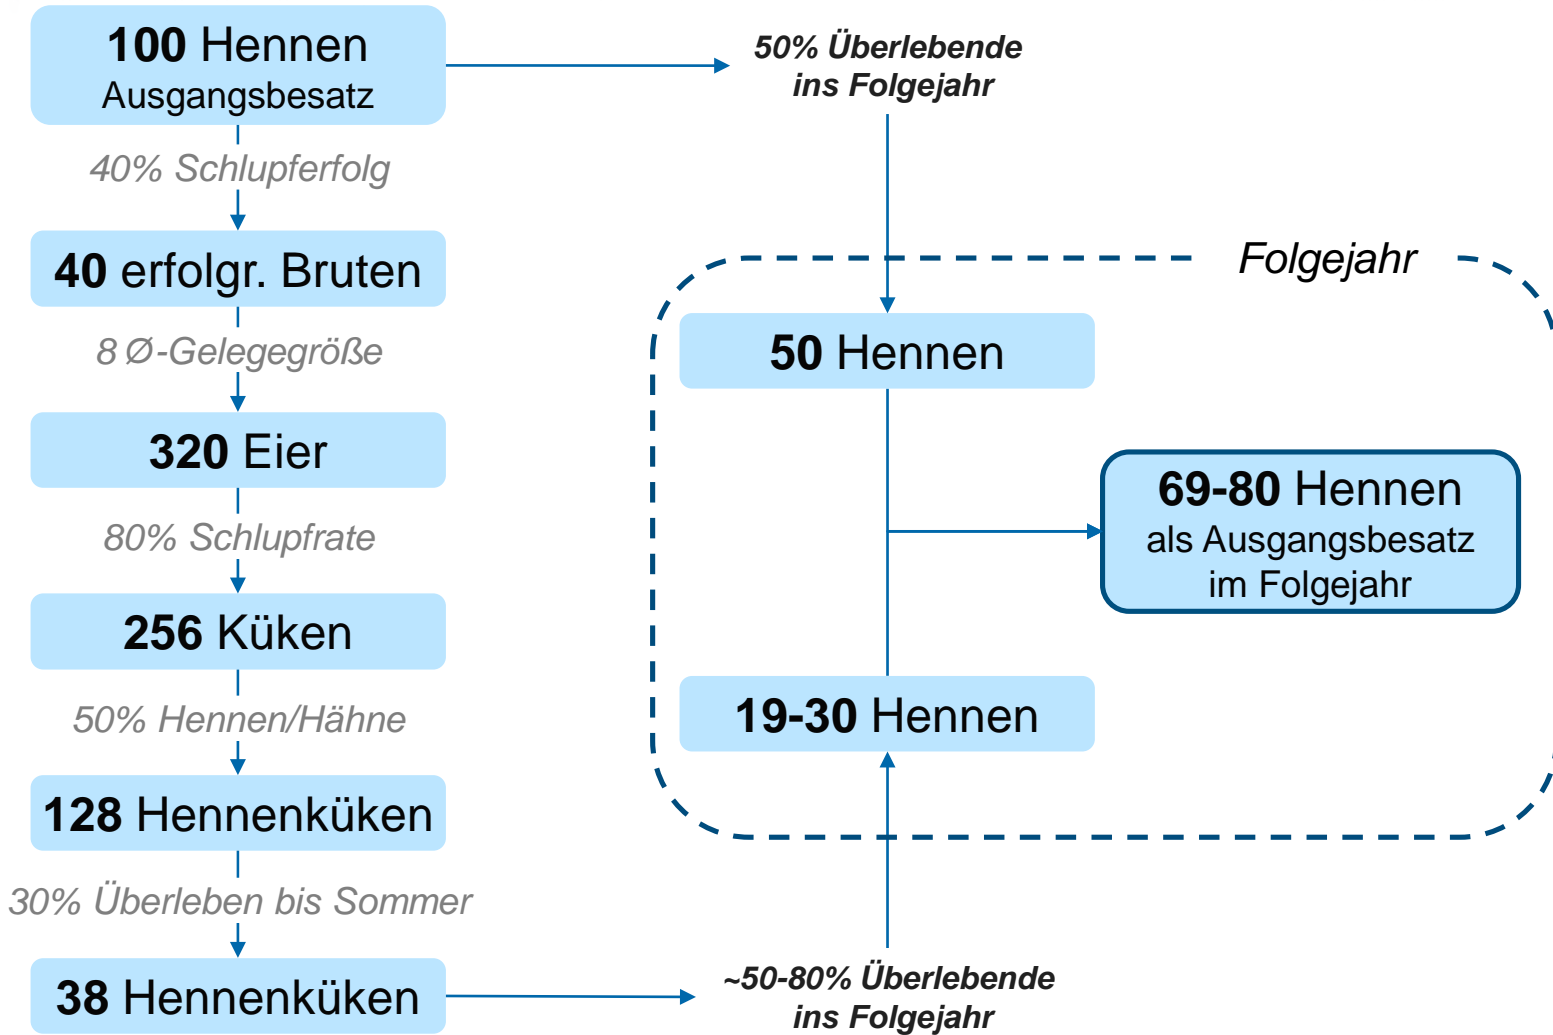 100 Hennen
Ausgangsbesatz
40% Schlupferfolg
40 erfolgr. Bruten
8 Ø-Gelegegröße
320 Eier
80% Schlupfrate
256 Küken
50% Hennen/Hähne
128 Hennenküken
30% Überleben bis Sommer
38 Hennenküken
50% Überlebende
ins Folgejahr
Folgejahr
50 Hennen
69-80 Hennen
als Ausgangsbesatz
im Folgejahr
19-30 Hennen
~50-80% Überlebende
ins Folgejahr